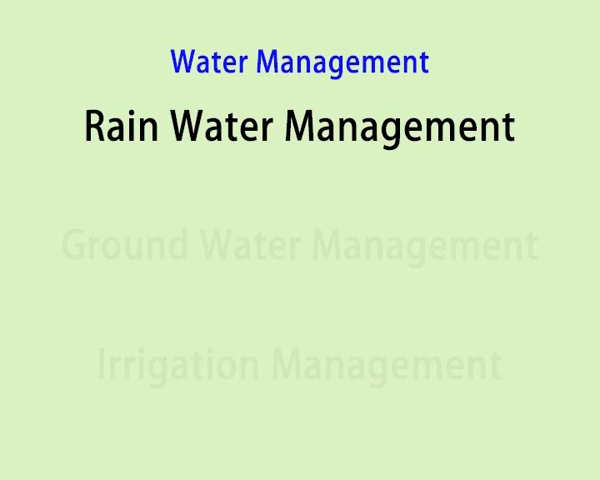 Water Management
Rain Water Management
Ground Water Management
Irrigation Management